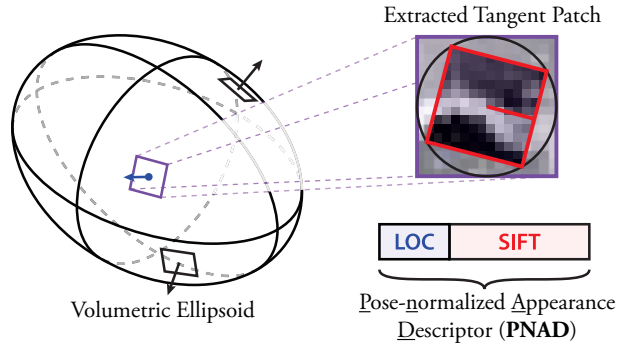 Extracted Tangent Patch
LOC SIFT
Volumetric Ellipsoid
Pose-normalized Appearance
Descriptor (PNAD)